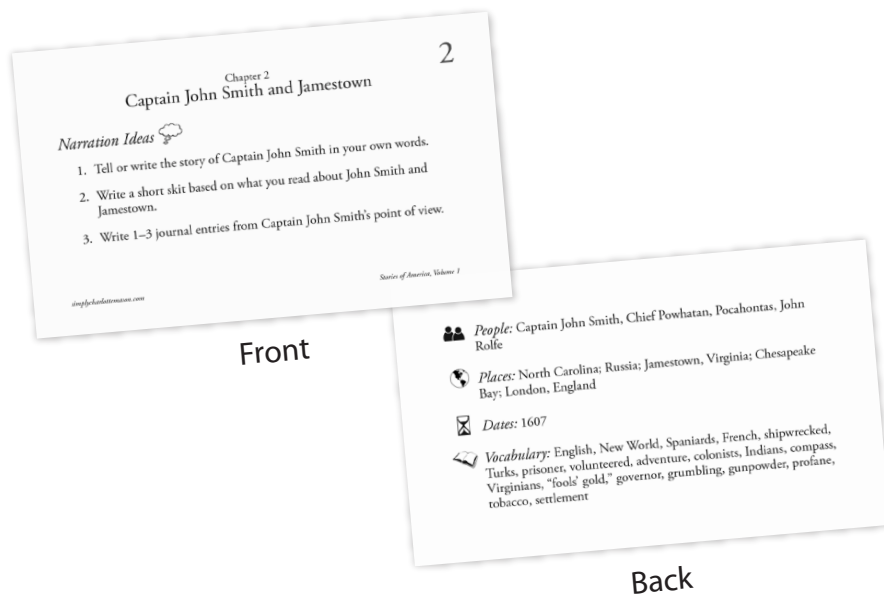 2
Chapter 2
Captain John Smith and Jamestown
Narration Ideas
1. Tell or write the story of Captain John Smith in your own words.
2. Write a short skit based on what you read about John Smith and
Jamestown.
3. Write 1–3 journal entries from Captain John Smith's point of view.
simplycharlottemason.com
Stories of America, Volume 1
Front
People: Captain John Smith, Chief Powhatan, Pocahontas, John
Rolfe
Places: North Carolina; Russia; Jamestown, Virginia; Chesapeake
Bay; London, England
Dates: 1607
Vocabulary: English, New World, Spaniards, French, shipwrecked,
Turks, prisoner, volunteered, adventure, colonists, Indians, compass,
Virginians, "fools' gold," governor, grumbling, gunpowder, profane,
tobacco, settlement
Back